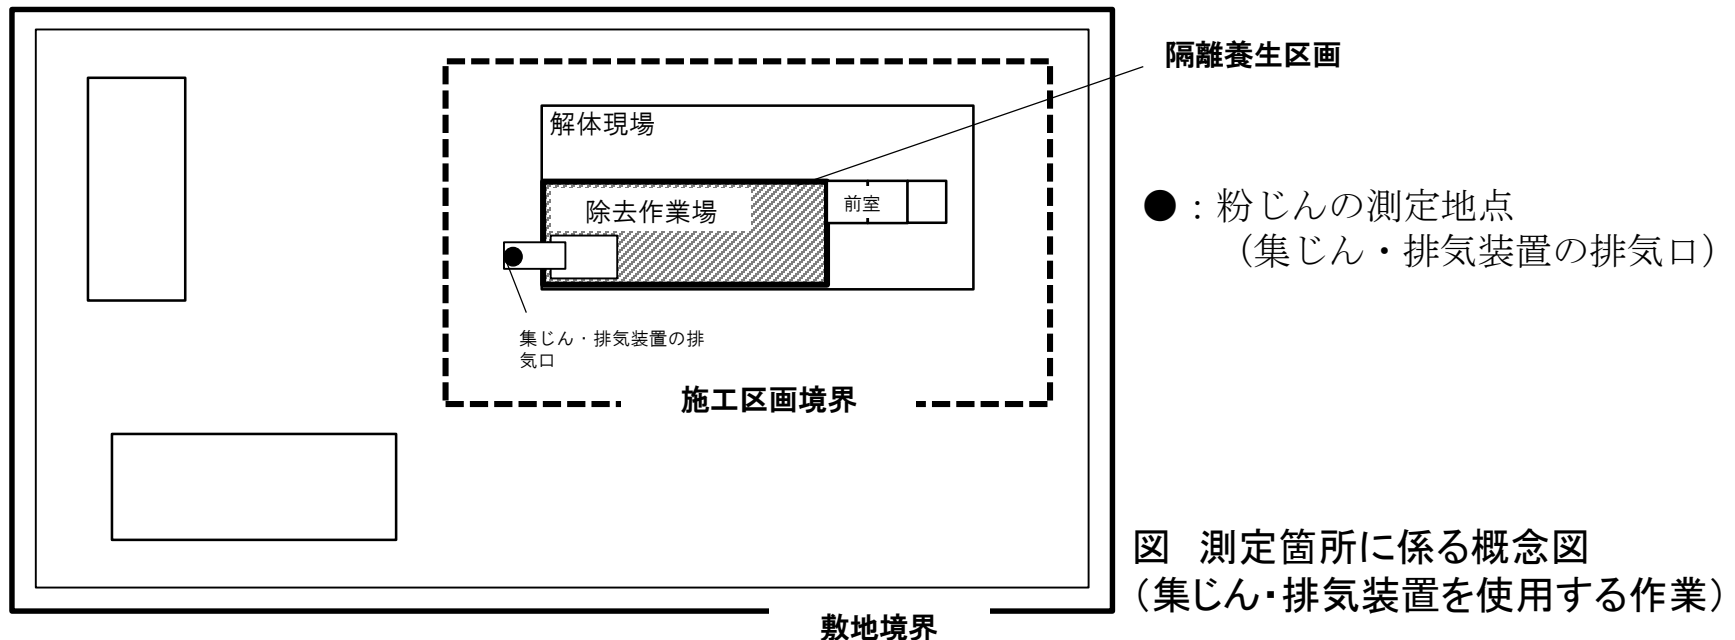 隔離養生区画
解体現場
除去作業場
前室
●：粉じんの測定地点
（集じん・排気装置の排気口）
集じん・排気装置の排
気口
施工区画境界
図　測定箇所に係る概念図
（集じん・排気装置を使用する作業）
敷地境界